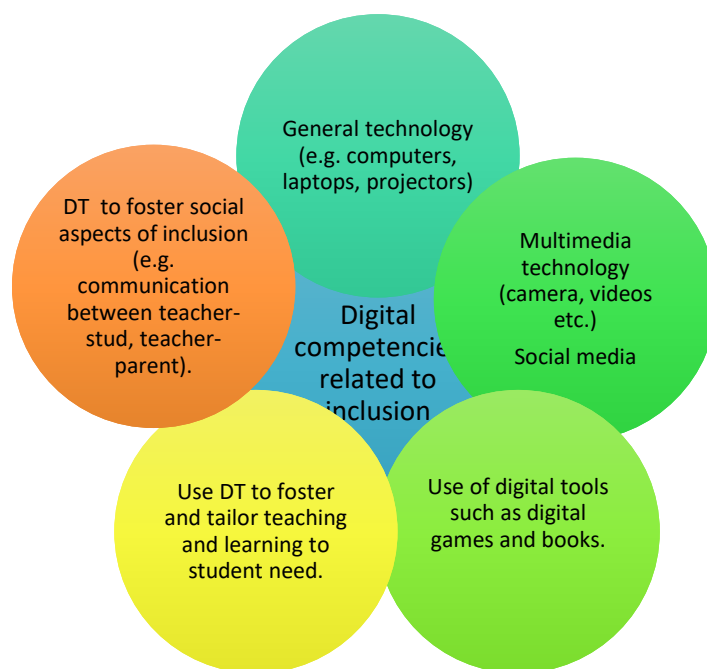 General technology
(e.g. computers,
laptops, projectors)
DT to foster social
aspects of inclusion
(e.g.
communication
between teacher-
stud, teacher-
parent).
Multimedia
technology
(camera, videos
etc.)
Social media
Digital
competencie
related to
inclusion
Use DT to foster
and tailor teaching
and learning to
student need.
Use of digital tools
such as digital
games and books.